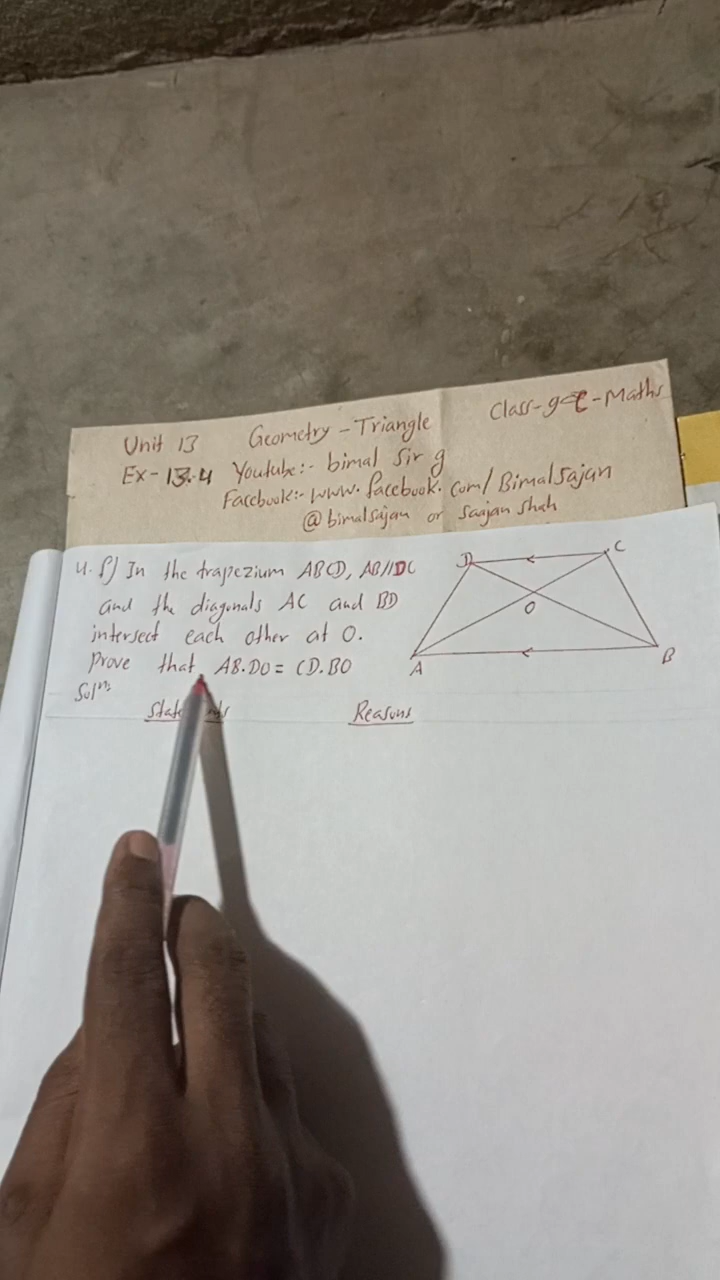 Unit 13 Geometry - Triangle Class - 9 - Maths
Ex - 13.4 Youtube:- bimal Sir g
Facebook:- www.facebook.com/Bimalsajan
@bimalsajan or Saajan Shah
4. f) In the trapezium ABCD, AB//DC
and the diagonals AC and BD
intersect each other at O.
Prove that AB.DO = CD.BO
Solⁿ
Reasons
D C
O
A B